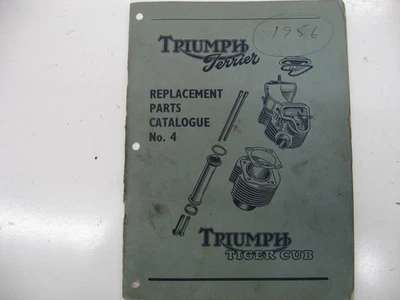 1956
TRIUMPH
Terrier
REPLACEMENT
PARTS
CATALOGUE
No. 4
TRIUMPH
TIGER CUB